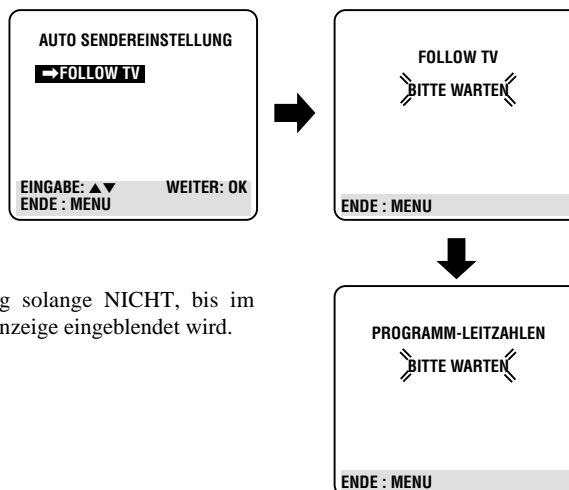 AUTO SENDEREINSTELLUNG
➡FOLLOW TV
EINGABE: ▲▼ WEITER: OK
ENDE : MENU
FOLLOW TV
BITTE WARTEN
ENDE : MENU
solange NICHT, bis im
eingeblendet wird.
PROGRAMM-LEITZAHLEN
BITTE WARTEN
ENDE : MENU